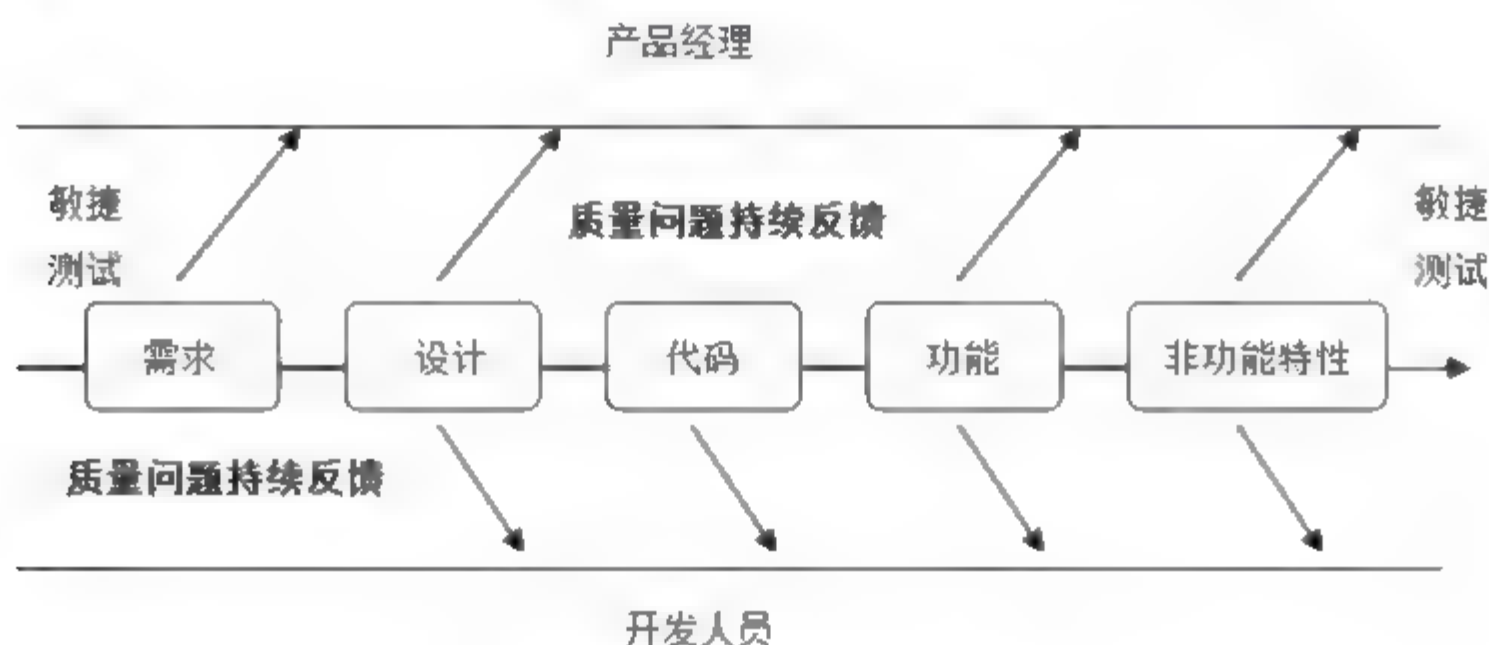 产品经理
敏捷
测试
质量问题持续反馈
敏捷
测试
需求
设计
代码
功能
非功能特性
质量问题持续反馈
开发人员